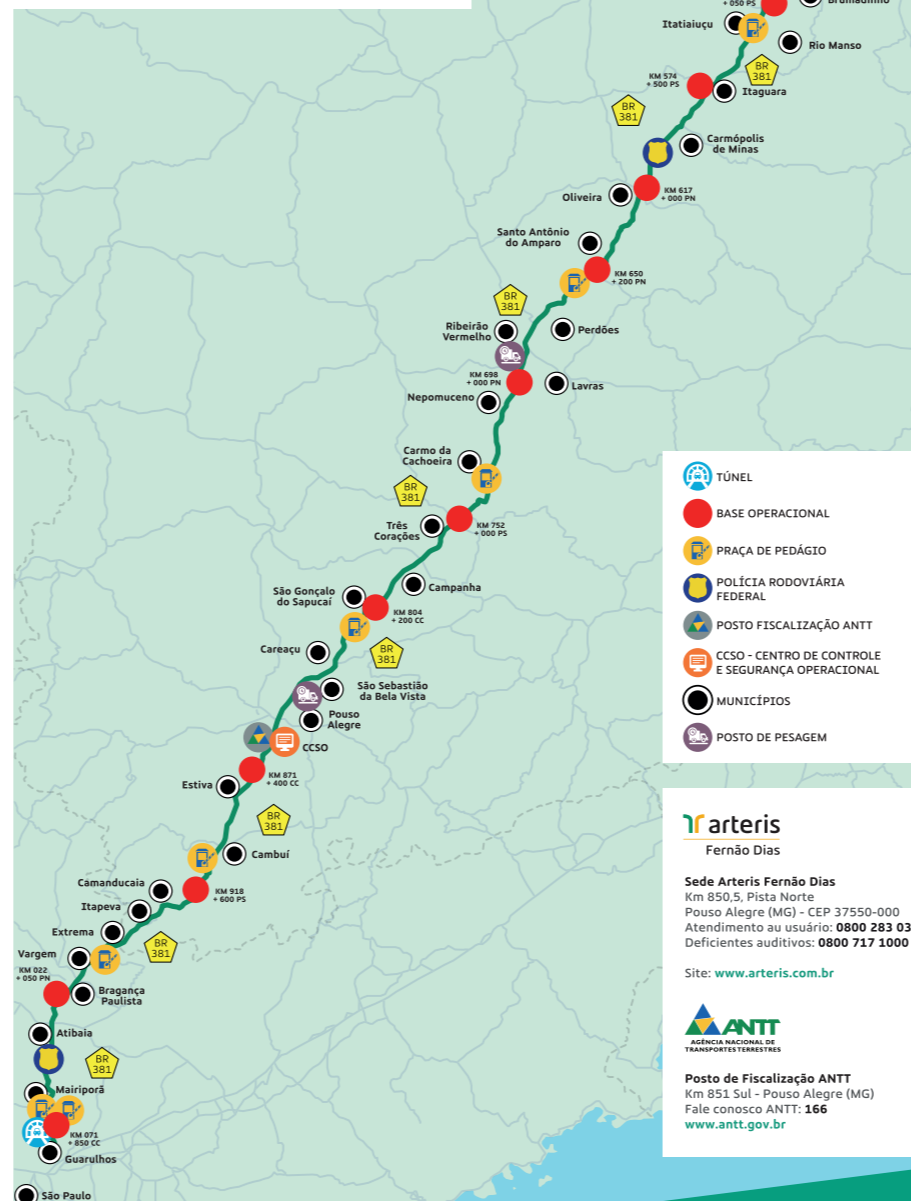 + 050 PS
Brumadinho
Itatiaiuçu
Rio Manso
BR
381
KM 574
+ 500 PS
Itaguara
BR
381
Carmópolis
de Minas
KM 617
+ 000 PN
Oliveira
Santo Antônio
do Amparo
KM 650
+ 200 PN
BR
381
Ribeirão
Vermelho
Perdões
KM 698
+ 000 PN
Lavras
Nepomuceno
Carmo da
Cachoeira
BR
381
Três
Corações
KM 752
+ 000 PS
Campanha
São Gonçalo
do Sapucaí
KM 804
+ 200 CC
Careaçu
BR
381
São Sebastião
da Bela Vista
Pouso
Alegre
CCSO
KM 871
+ 400 CC
Estiva
BR
381
Cambuí
Camanducaia
KM 918
+ 600 PS
Itapeva
Extrema
BR
381
Vargem
KM 022
+ 050 PN
Bragança
Paulista
Atibaia
BR
381
Mairiporã
KM 071
+ 850 CC
Guarulhos
São Paulo
TÚNEL
BASE OPERACIONAL
PRAÇA DE PEDÁGIO
POLÍCIA RODOVIÁRIA
FEDERAL
POSTO FISCALIZAÇÃO ANTT
CCSO - CENTRO DE CONTROLE
E SEGURANÇA OPERACIONAL
MUNICÍPIOS
POSTO DE PESAGEM
arteris
Fernão Dias
Sede Arteris Fernão Dias
Km 850,5, Pista Norte
Pouso Alegre (MG) - CEP 37550-000
Atendimento ao usuário: 0800 283 03
Deficientes auditivos: 0800 717 1000
Site: www.arteris.com.br
ANTT
AGÊNCIA NACIONAL DE
TRANSPORTES TERRESTRES
Posto de Fiscalização ANTT
Km 851 Sul - Pouso Alegre (MG)
Fale conosco ANTT: 166
www.antt.gov.br